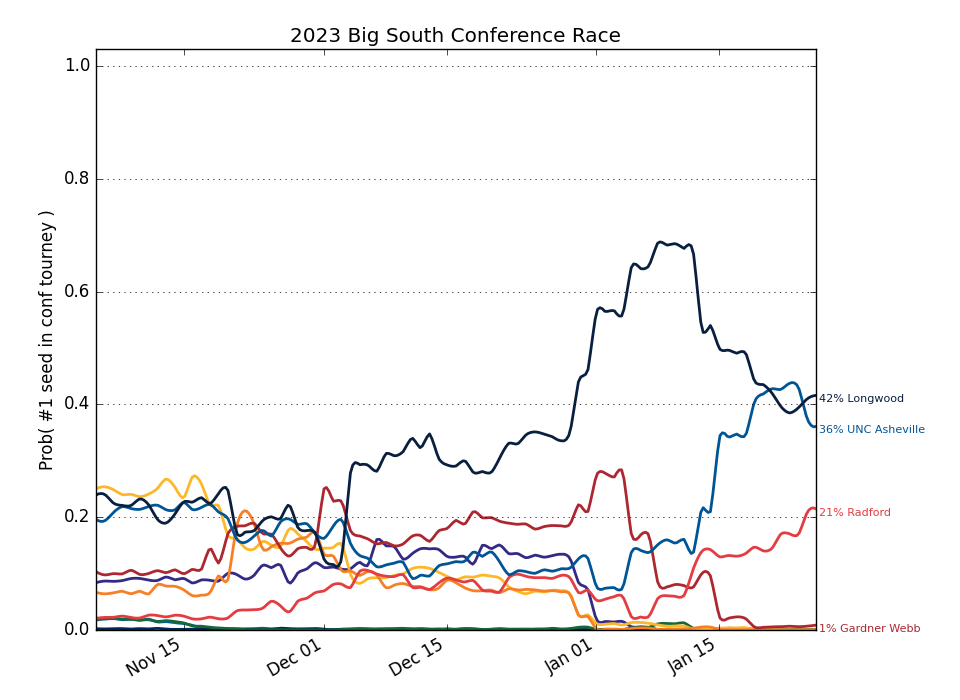 2023 Big South Conference Race
Prob( #1 seed in conf tourney )
1.0
0.8
0.6
0.4
0.2
0.0
42% Longwood
36% UNC Asheville
21% Radford
1% Gardner Webb
Nov 15
Dec 01
Dec 15
Jan 01
Jan 15